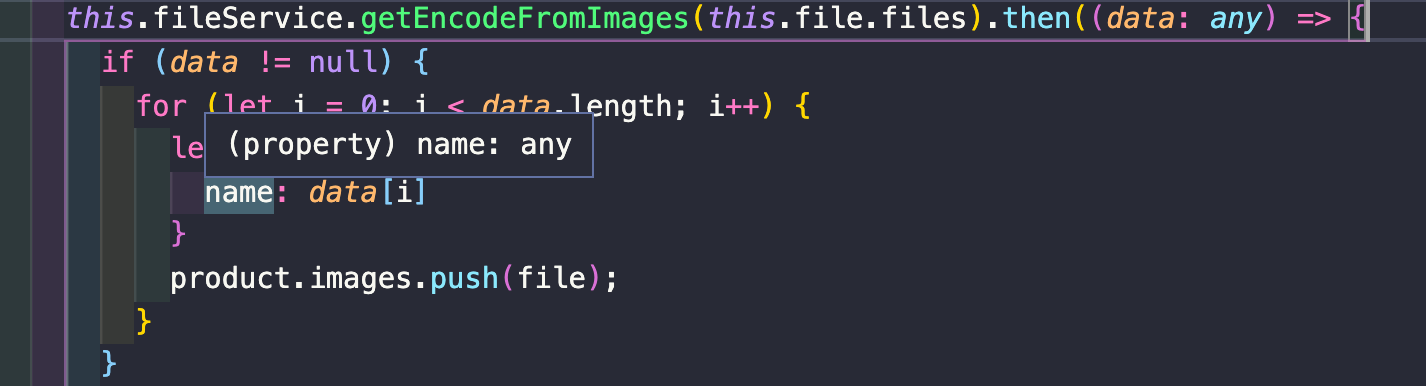 this.fileService.getEncodeFromImages(this.file.files).then((data: any) => {
if (data != null) {
for (let i = 0; i < data.length; i++) {
le
(property) name: any
name: data[i]
}
product.images.push(file);
}
}